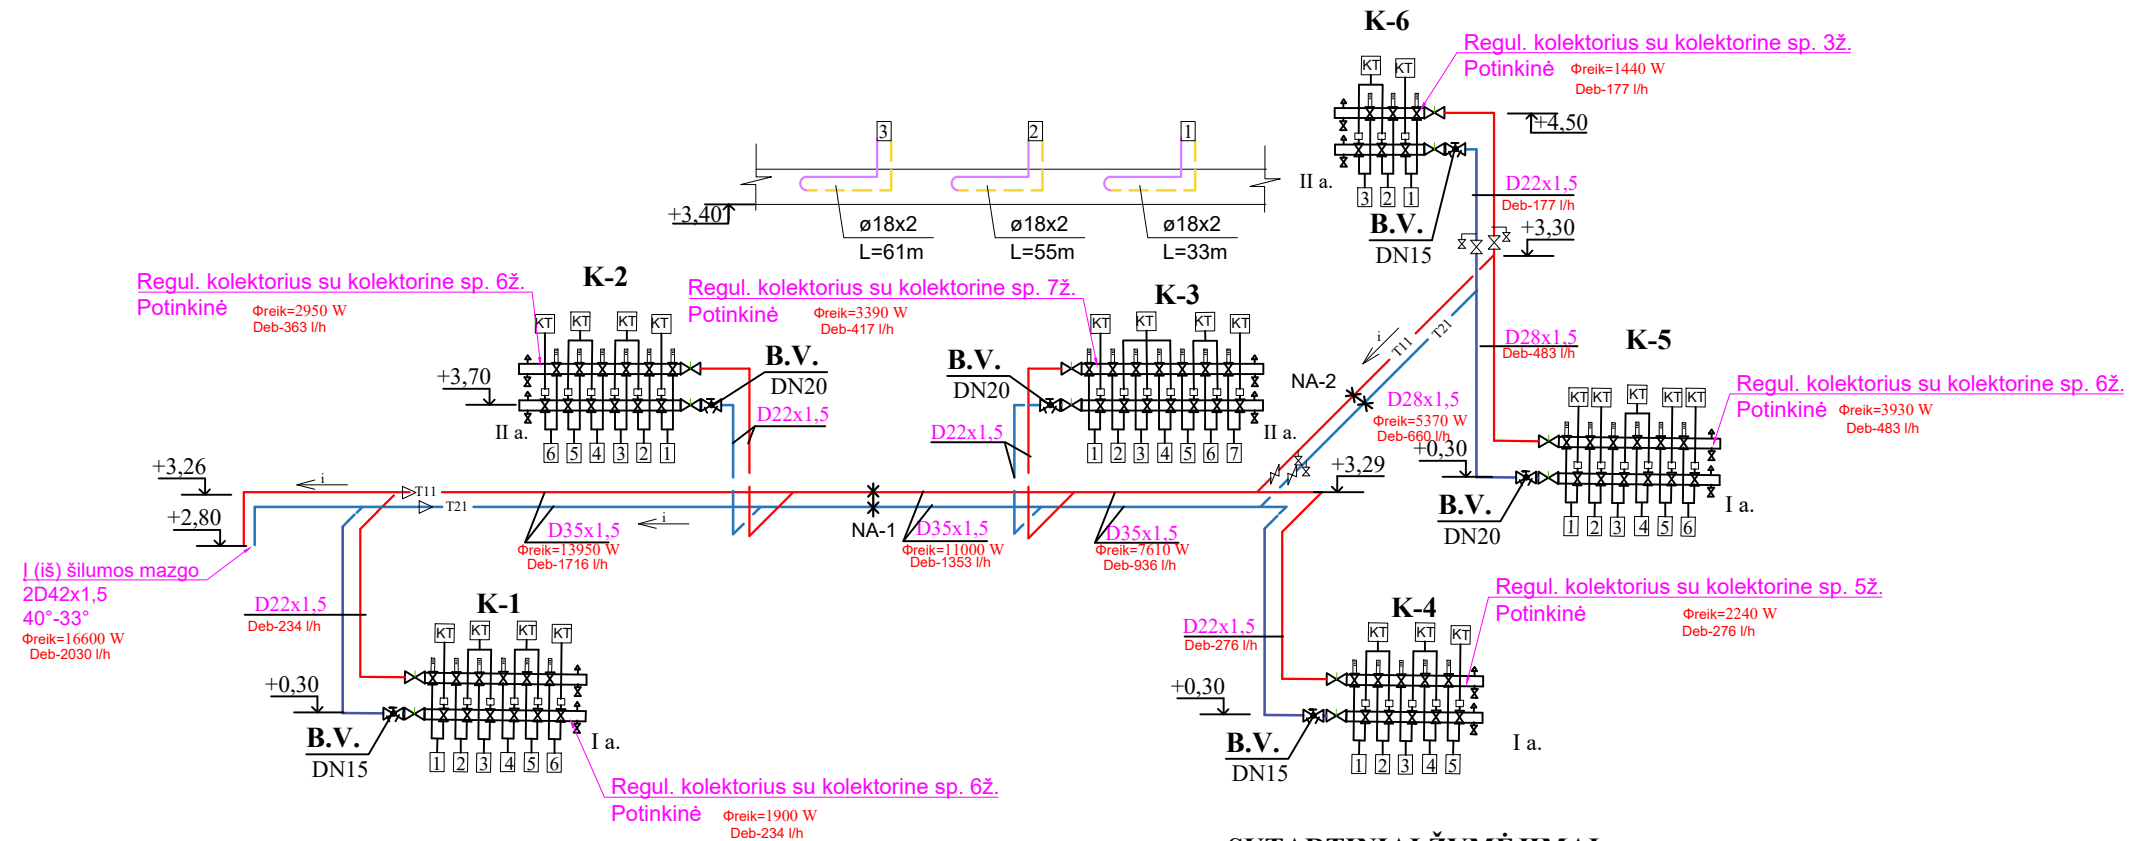 K-6
Regul. kolektorius su kolektorine sp. 3ž.
Potinkinė Φreik=1440 W
Deb-177 l/h
KT KT
+4,50
3 2 1
II a.
3 2 1
D22x1,5
Deb-177 l/h
B.V.
DN15
+3,40
ø18x2 ø18x2 ø18x2
L=61m L=55m L=33m
+3,30
Regul. kolektorius su kolektorine sp. 6ž.
Potinkinė Φreik=2950 W
Deb-363 l/h
K-2
KT KT KT KT
+3,70
B.V.
DN20
D22x1,5
II a.
6 5 4 3 2 1
Regul. kolektorius su kolektorine sp. 7ž.
Potinkinė Φreik=3390 W
Deb-417 l/h
K-3
KT KT KT KT
B.V.
DN20
D22x1,5
II a.
1 2 3 4 5 6 7
i
T11
T21
NA-2
D28x1,5
Φreik=5370 W
Deb-660 l/h
D28x1,5
Deb-483 l/h
K-5
Regul. kolektorius su kolektorine sp. 6ž.
Potinkinė Φreik=3930 W
Deb-483 l/h
KT KT KT KT KT
+0,30
B.V.
DN20
I a.
1 2 3 4 5 6
+3,26
+2,80
i
T11
T21
i
+3,29
D35x1,5
Φreik=13950 W
Deb-1716 l/h
NA-1
D35x1,5
Φreik=11000 W
Deb-1353 l/h
D35x1,5
Φreik=7610 W
Deb-936 l/h
Į (iš) šilumos mazgo
2D42x1,5
40°-33°
Φreik=16600 W
Deb-2030 l/h
D22x1,5
Deb-234 l/h
K-1
KT KT KT KT
+0,30
B.V.
DN15
I a.
1 2 3 4 5 6
Regul. kolektorius su kolektorine sp. 6ž.
Potinkinė Φreik=1900 W
Deb-234 l/h
D22x1,5
Deb-276 l/h
K-4
Regul. kolektorius su kolektorine sp. 5ž.
Potinkinė Φreik=2240 W
Deb-276 l/h
KT KT KT
+0,30
B.V.
DN15
I a.
1 2 3 4 5
SUTARTINIAI ŽYMĖJIMAI